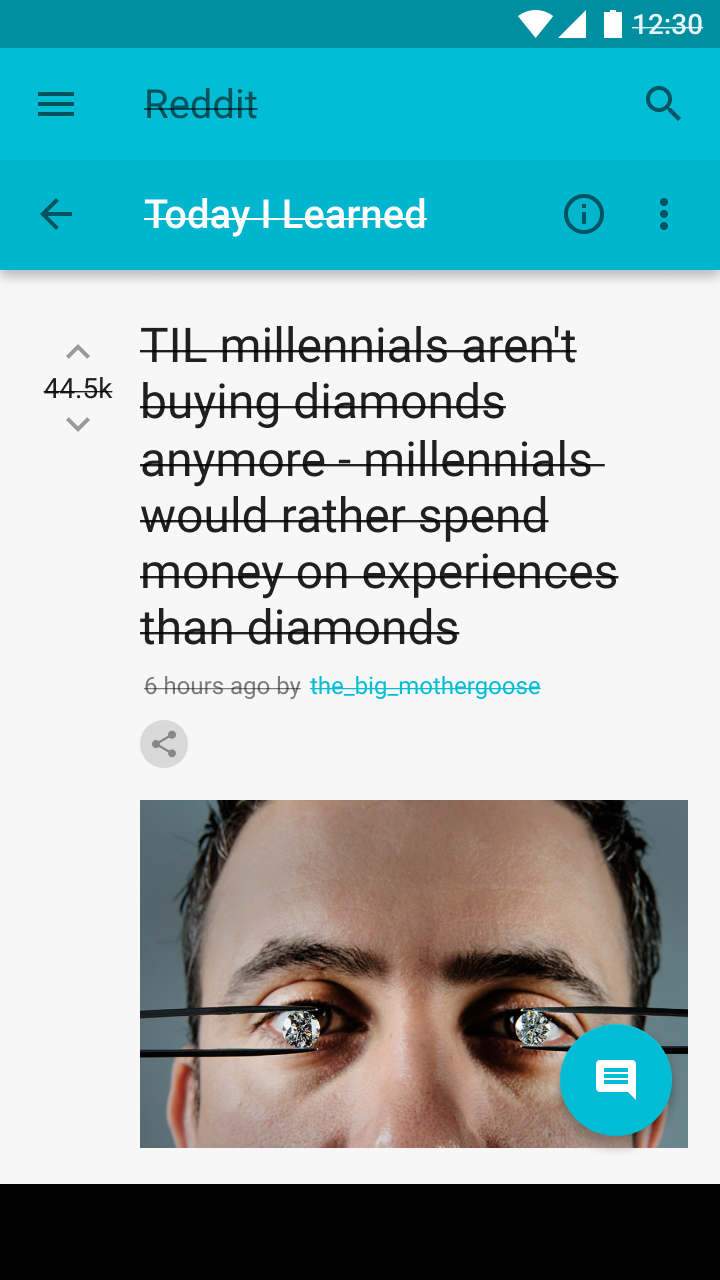 12:30
Reddit
Today I Learned
TIL millennials aren't
44.5k
buying diamonds
anymore - millennials
would rather spend
money on experiences
than diamonds
6 hours ago by the_big_mothergoose